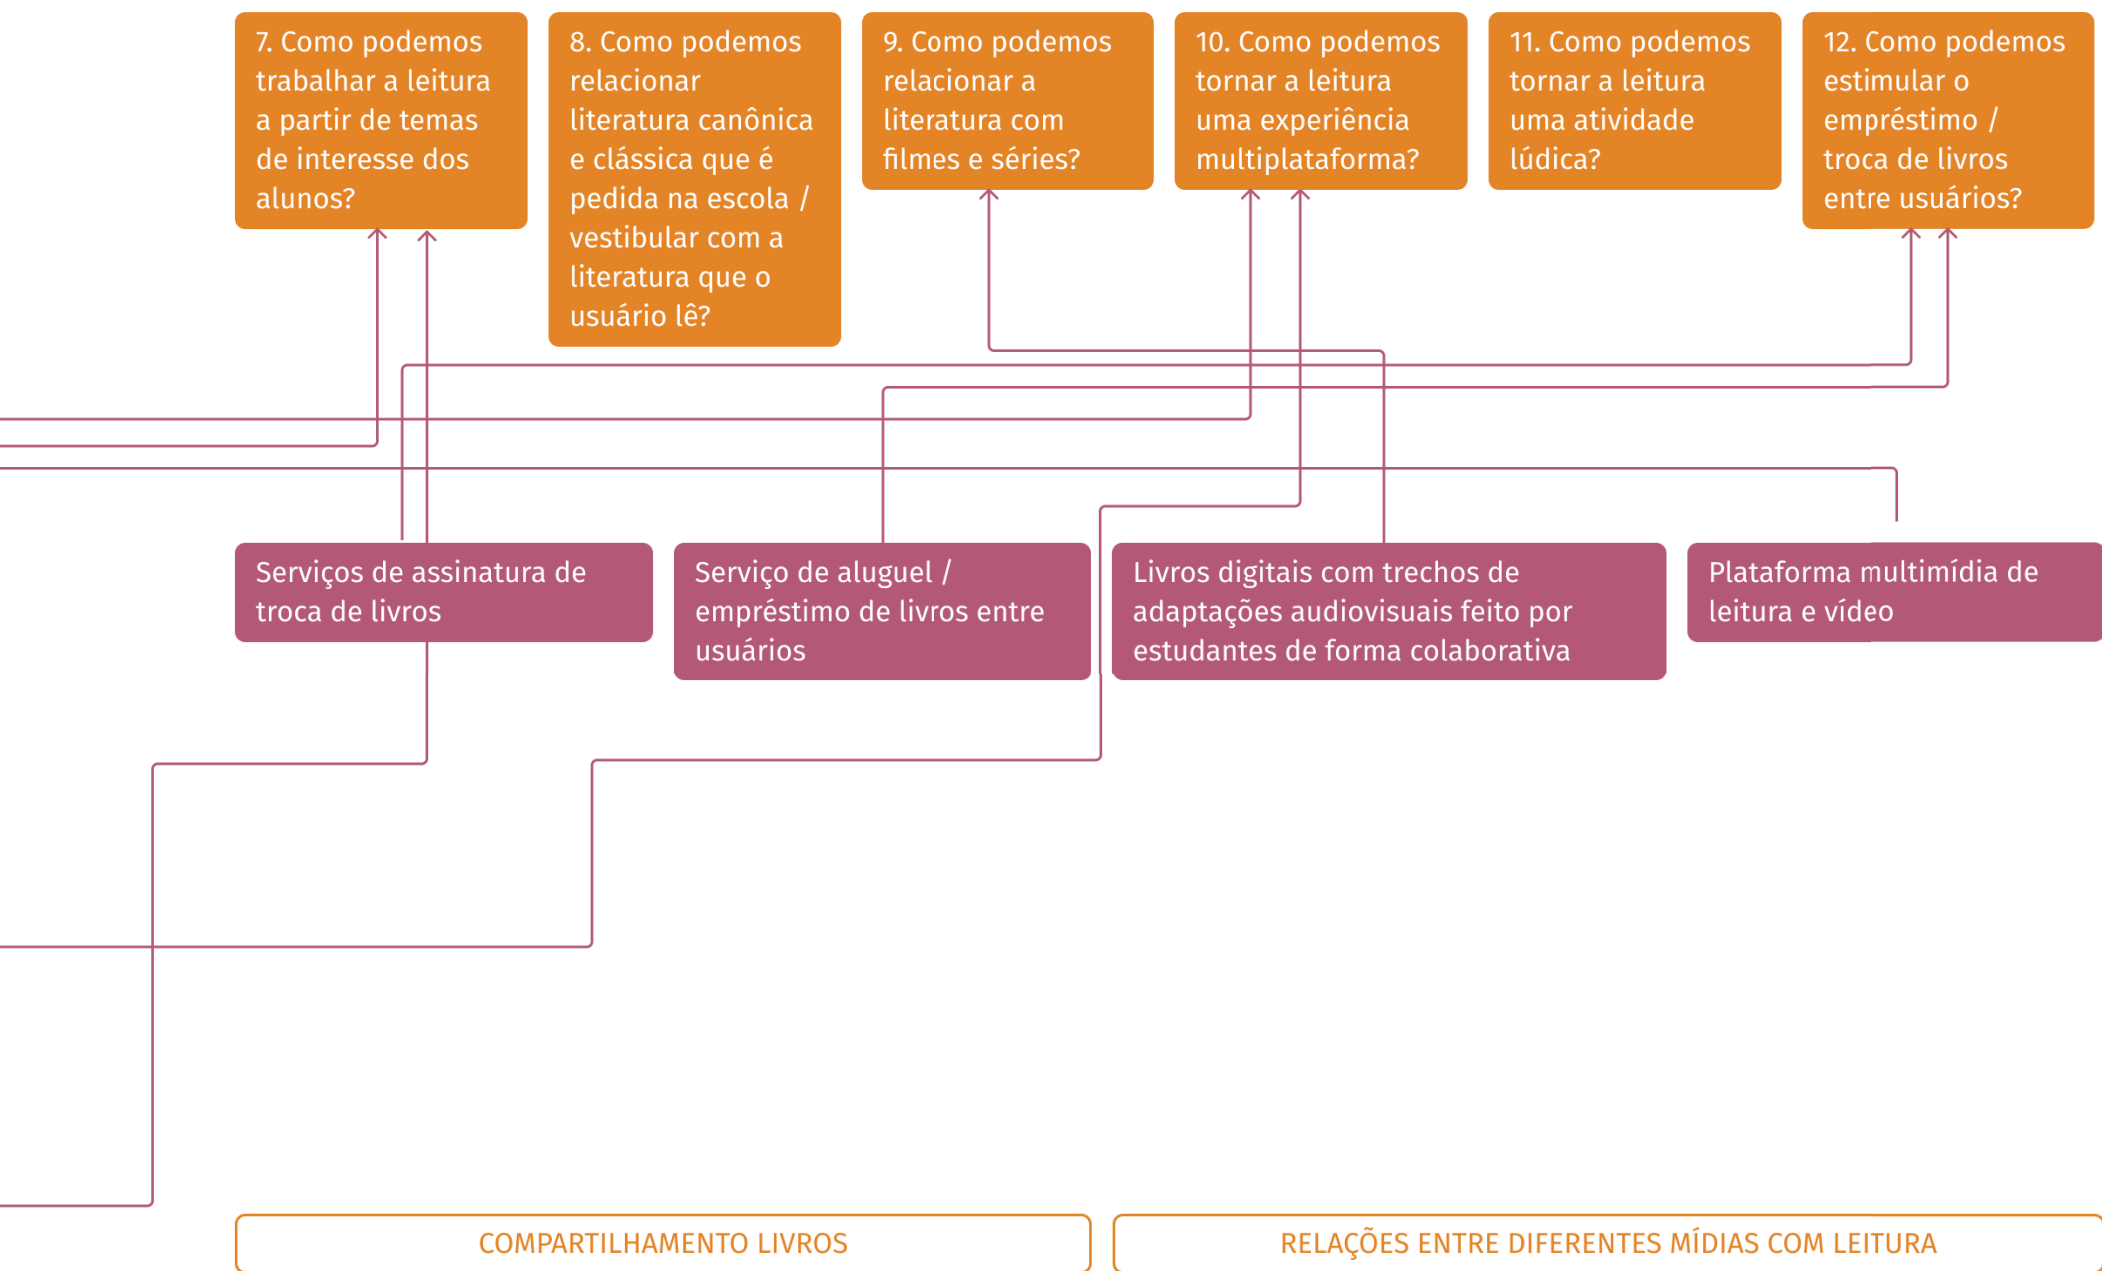 7. Como podemos
trabalhar a leitura
a partir de temas
de interesse dos
alunos?
8. Como podemos
relacionar
literatura canônica
e clássica que é
pedida na escola /
vestibular com a
literatura que o
usuário lê?
9. Como podemos
relacionar a
literatura com
filmes e séries?
10. Como podemos
tornar a leitura
uma experiência
multiplataforma?
11. Como podemos
tornar a leitura
uma atividade
lúdica?
12. Como podemos
estimular o
empréstimo /
troca de livros
entre usuários?
Serviços de assinatura de
troca de livros
Serviço de aluguel /
empréstimo de livros entre
usuários
Livros digitais com trechos de
adaptações audiovisuais feito por
estudantes de forma colaborativa
Plataforma multimídia de
leitura e vídeo
COMPARTILHAMENTO LIVROS
RELAÇÕES ENTRE DIFERENTES MÍDIAS COM LEITURA